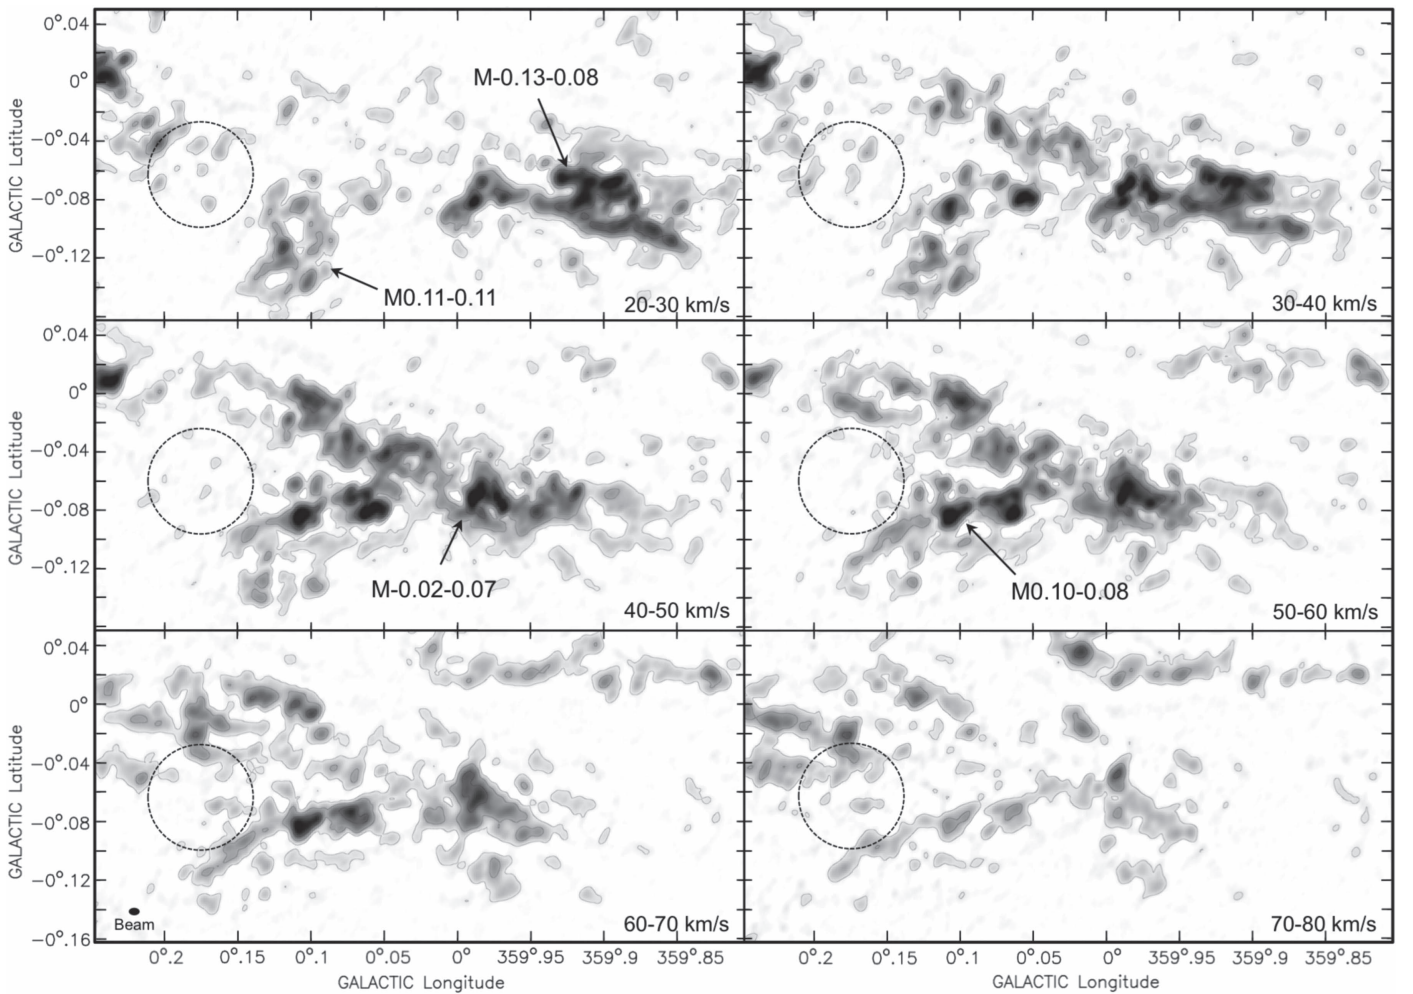 0°.04
0°
−0°.04
−0°.08
−0°.12
GALACTIC Latitude
M-0.13-0.08
M0.11-0.11
20-30 km/s
30-40 km/s
0°.04
0°
−0°.04
−0°.08
−0°.12
GALACTIC Latitude
M-0.02-0.07
40-50 km/s
M0.10-0.08
50-60 km/s
0°.04
0°
−0°.04
−0°.08
−0°.12
−0°.16
GALACTIC Latitude
Beam
60-70 km/s
70-80 km/s
0°.2 0°.15 0°.1 0°.05 0° 359°.95 359°.9 359°.85
0°.2 0°.15 0°.1 0°.05 0° 359°.95 359°.9 359°.85
GALACTIC Longitude
GALACTIC Longitude